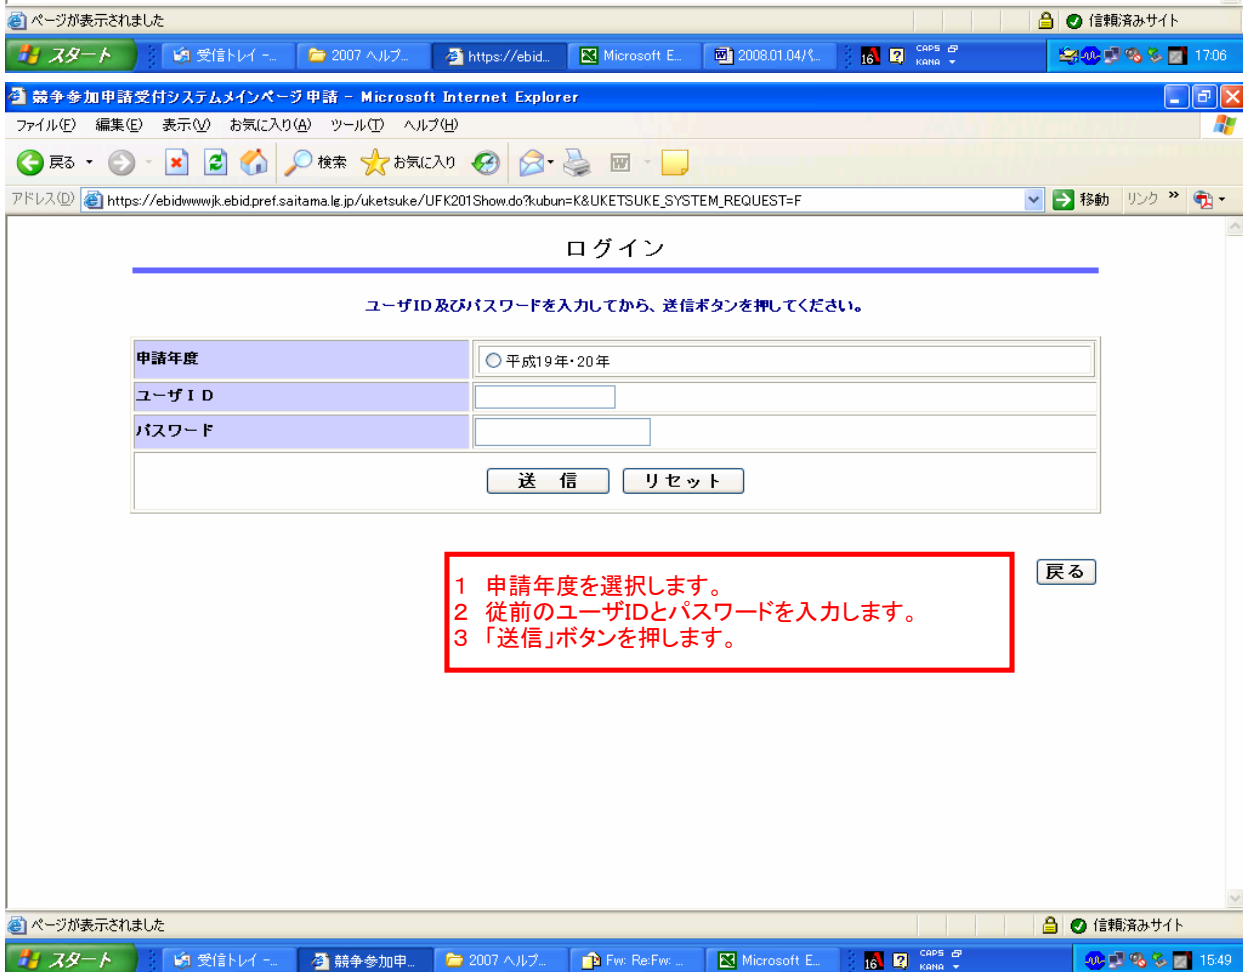 ページが表示されました
信頼済みサイト
スタート
受信トレイ -...
2007 ヘルプ...
https://ebid...
Microsoft E...
2008.01.04パ...
16
CAPS
KANA
17:06
競争参加申請受付システムメインページ申請 - Microsoft Internet Explorer
ファイル(F) 編集(E) 表示(V) お気に入り(A) ツール(T) ヘルプ(H)
戻る 検索 お気に入り
アドレス(D) https://ebidwwwjk.ebid.pref.saitama.lg.jp/uketsuke/UFK201Show.do?kubun=K&UKETSUKE_SYSTEM_REQUEST=F 移動 リンク »
ログイン
ユーザID及びパスワードを入力してから、送信ボタンを押してください。
申請年度 平成19年・20年
ユーザID
パスワード
送 信 リセット
戻る
1 申請年度を選択します。
2 従前のユーザIDとパスワードを入力します。
3 「送信」ボタンを押します。
ページが表示されました
信頼済みサイト
スタート
受信トレイ -...
競争参加申...
2007 ヘルプ...
Fw: Re:Fw: ...
Microsoft E...
16
CAPS
KANA
15:49